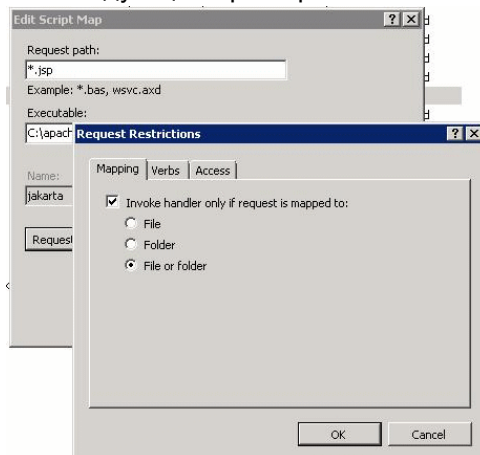 Edit Script Map
Request path:
*.jsp
Example: *.bas, wsvc.axd
Executable:
C:\apach
Request Restrictions
Mapping
Verbs
Access
Name:
jakarta
Invoke handler only if request is mapped to:
File
Folder
File or folder
Request
OK
Cancel